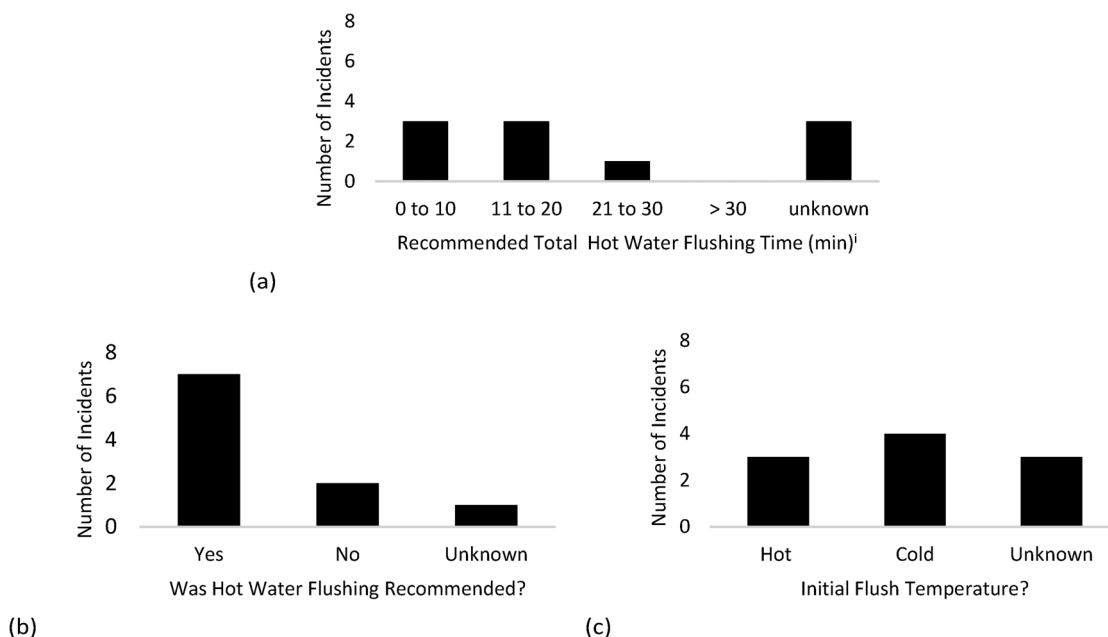 Number of Incidents
8
6
4
2
0
0 to 10 11 to 20 21 to 30 > 30 unknown
Recommended Total Hot Water Flushing Time (min)ⁱ
(a)
Number of Incidents
8
6
4
2
0
Yes No Unknown
Was Hot Water Flushing Recommended?
(b)
Number of Incidents
8
6
4
2
0
Hot Cold Unknown
Initial Flush Temperature?
(c)